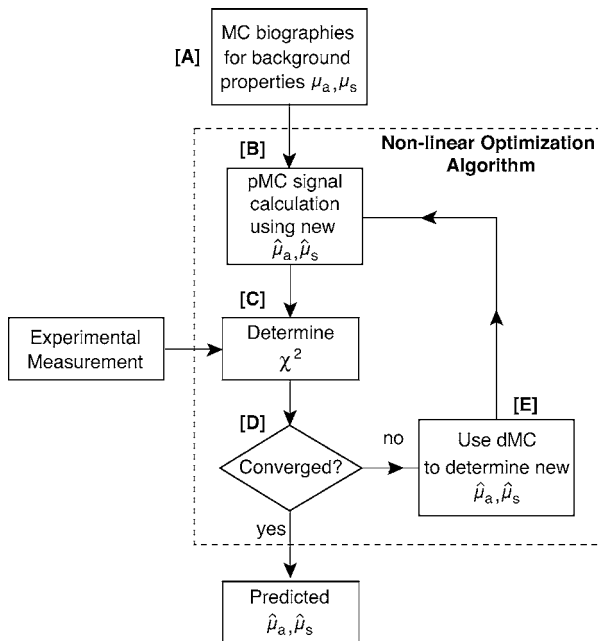 [A]
MC biographies
for background
properties μa,μs
Non-linear Optimization
Algorithm
[B]
pMC signal
calculation
using new
μ̂a,μ̂s
[C]
Experimental
Measurement
Determine
χ²
[D]
Converged?
no
[E]
Use dMC
to determine new
μ̂a,μ̂s
yes
Predicted
μ̂a,μ̂s